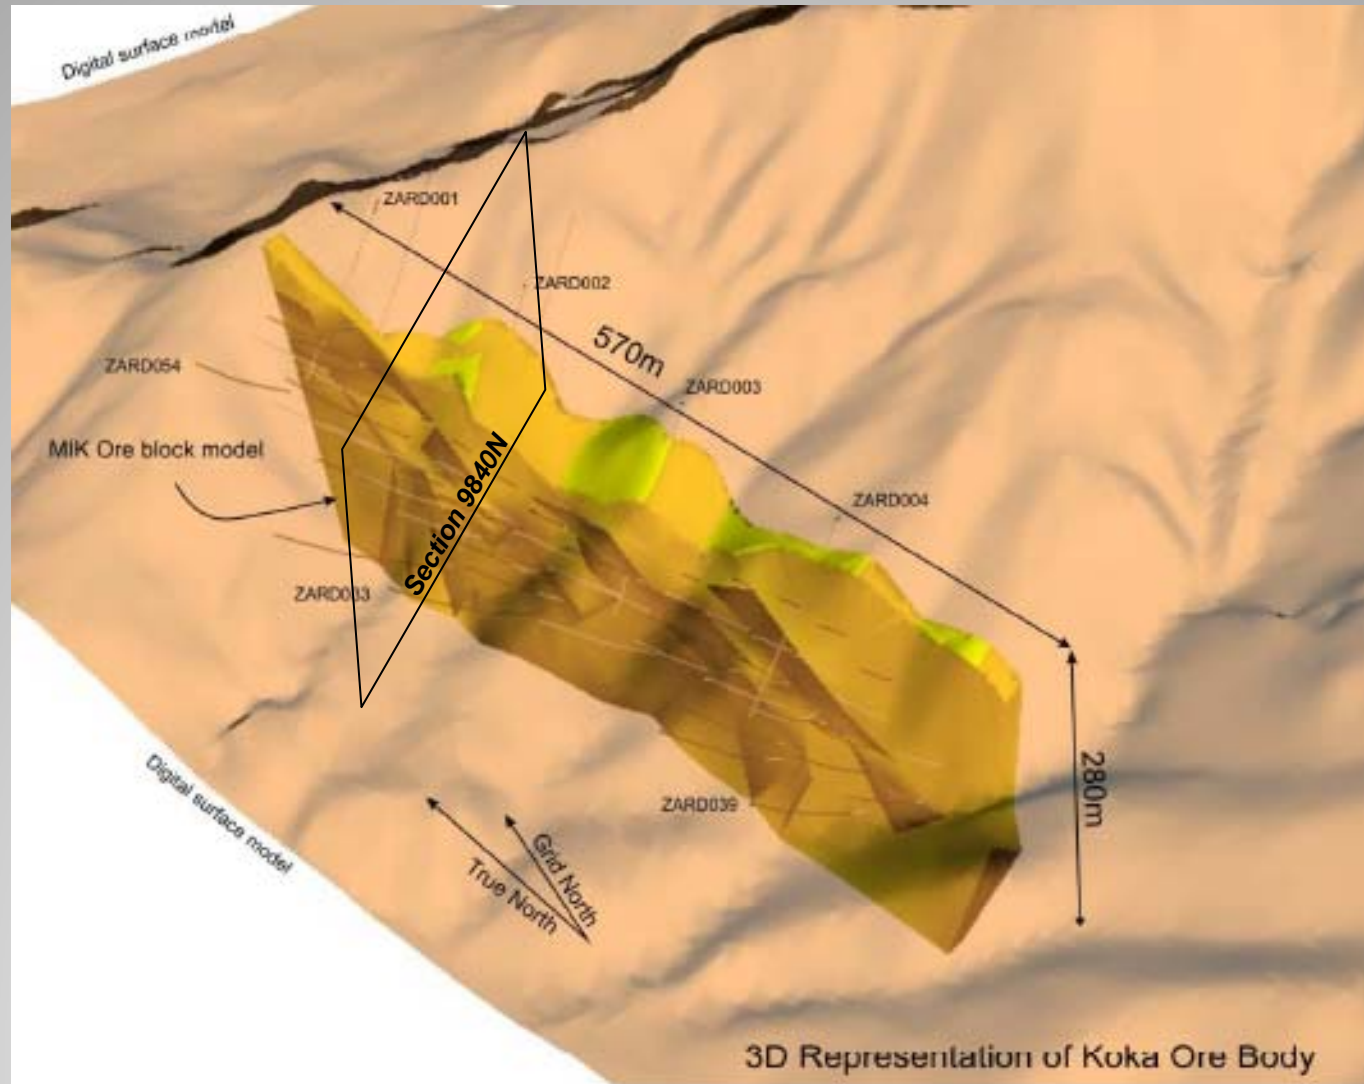 Digital surface model
ZARD001
ZARD002
570m
ZARD003
ZARD054
MIK Ore block model
Section 9840N
ZARD004
ZARD033
280m
ZARD039
Grid North
True North
Digital surface model
3D Representation of Koka Ore Body